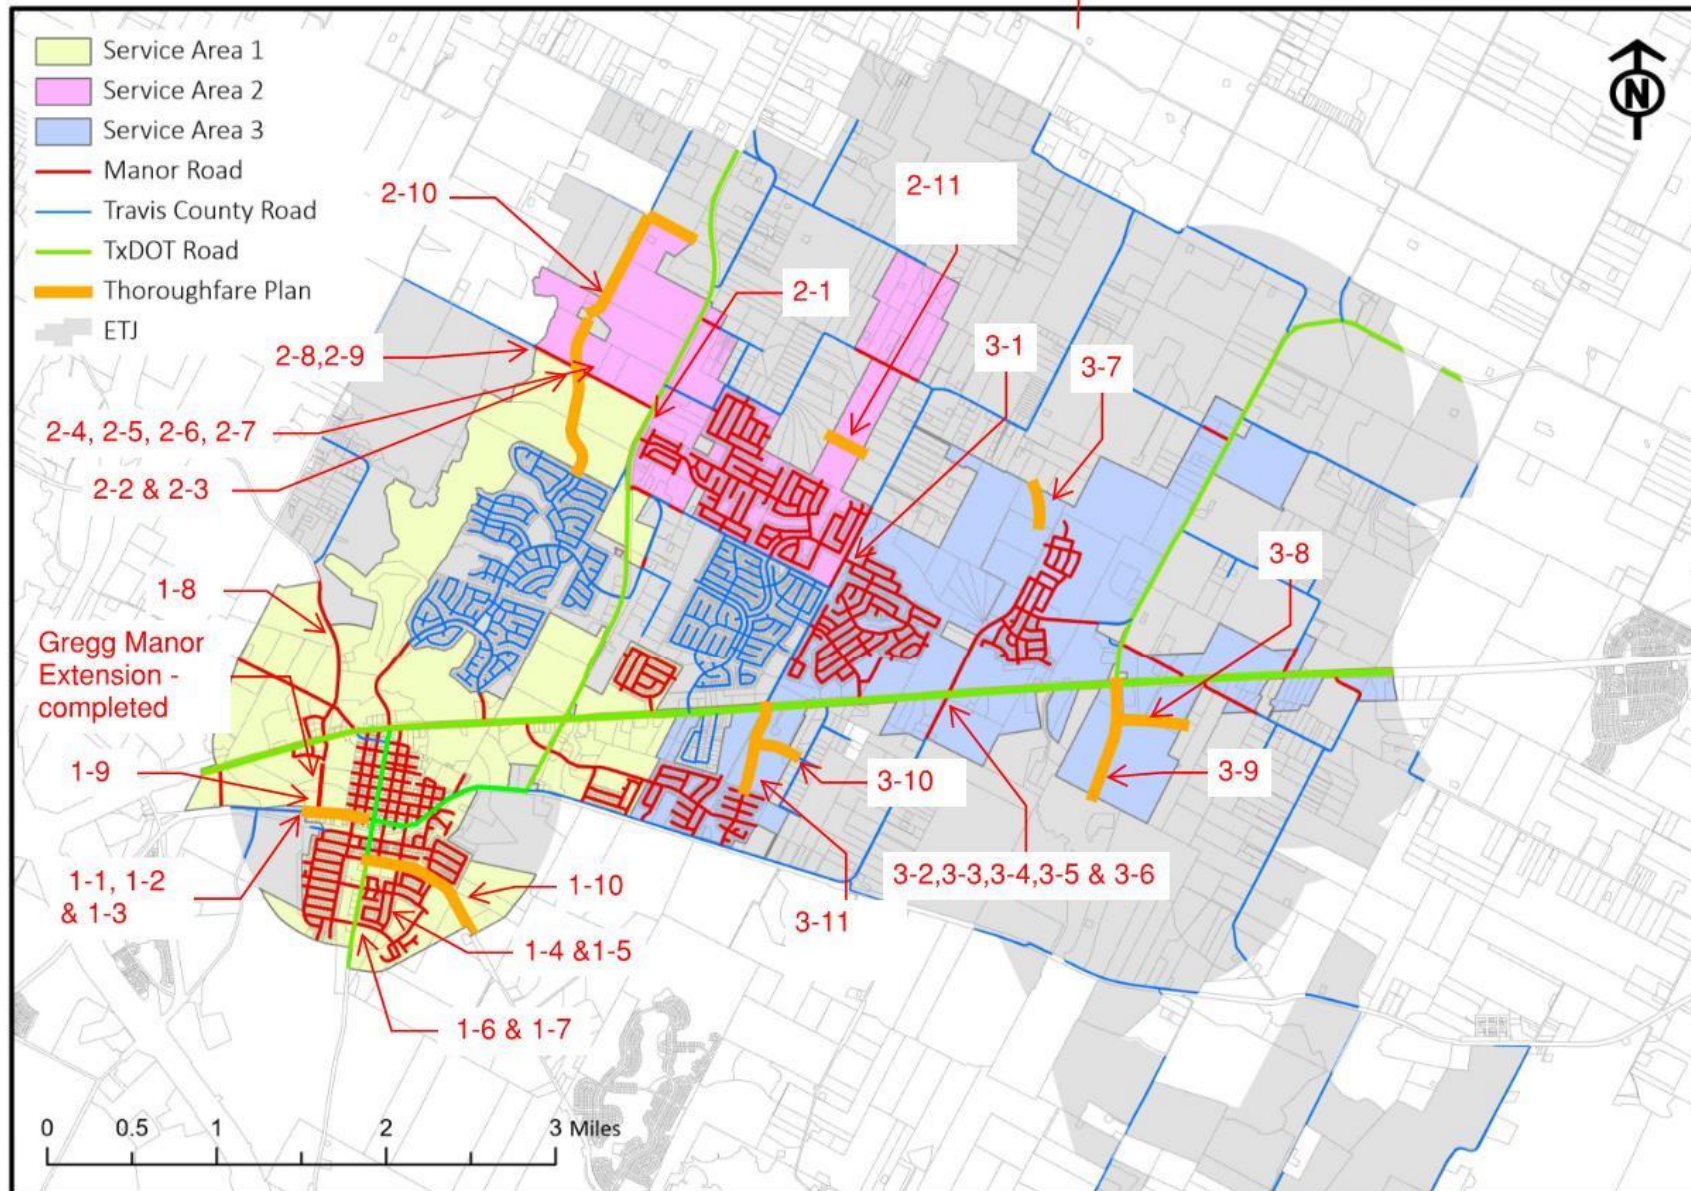 Service Area 1
Service Area 2
Service Area 3
Manor Road
Travis County Road
TxDOT Road
Thoroughfare Plan
ETJ
N
2-10
2-11
2-1
3-1
3-7
2-8,2-9
2-4, 2-5, 2-6, 2-7
2-2 & 2-3
3-8
1-8
Gregg Manor
Extension -
completed
1-9
3-9
3-10
1-1, 1-2
& 1-3
1-10
3-2,3-3,3-4,3-5 & 3-6
3-11
1-4 &1-5
1-6 & 1-7
0 0.5 1 2 3 Miles